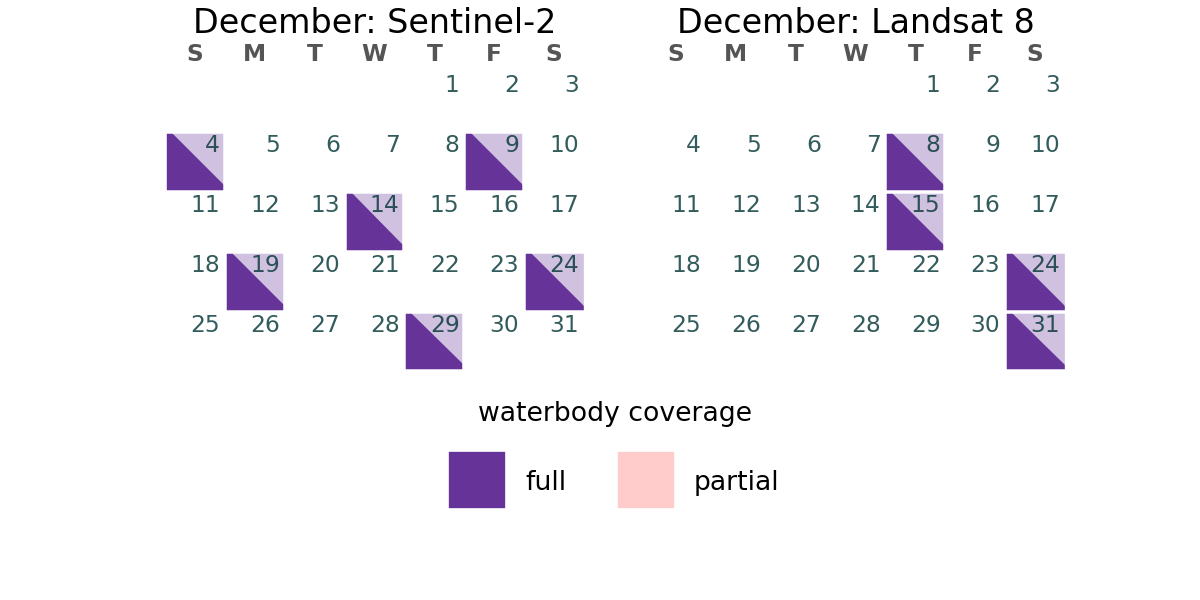 December: Sentinel-2
S M T W T F S
1 2 3
4 5 6 7 8 9 10
11 12 13 14 15 16 17
18 19 20 21 22 23 24
25 26 27 28 29 30 31
December: Landsat 8
S M T W T F S
1 2 3
4 5 6 7 8 9 10
11 12 13 14 15 16 17
18 19 20 21 22 23 24
25 26 27 28 29 30 31
waterbody coverage
full partial